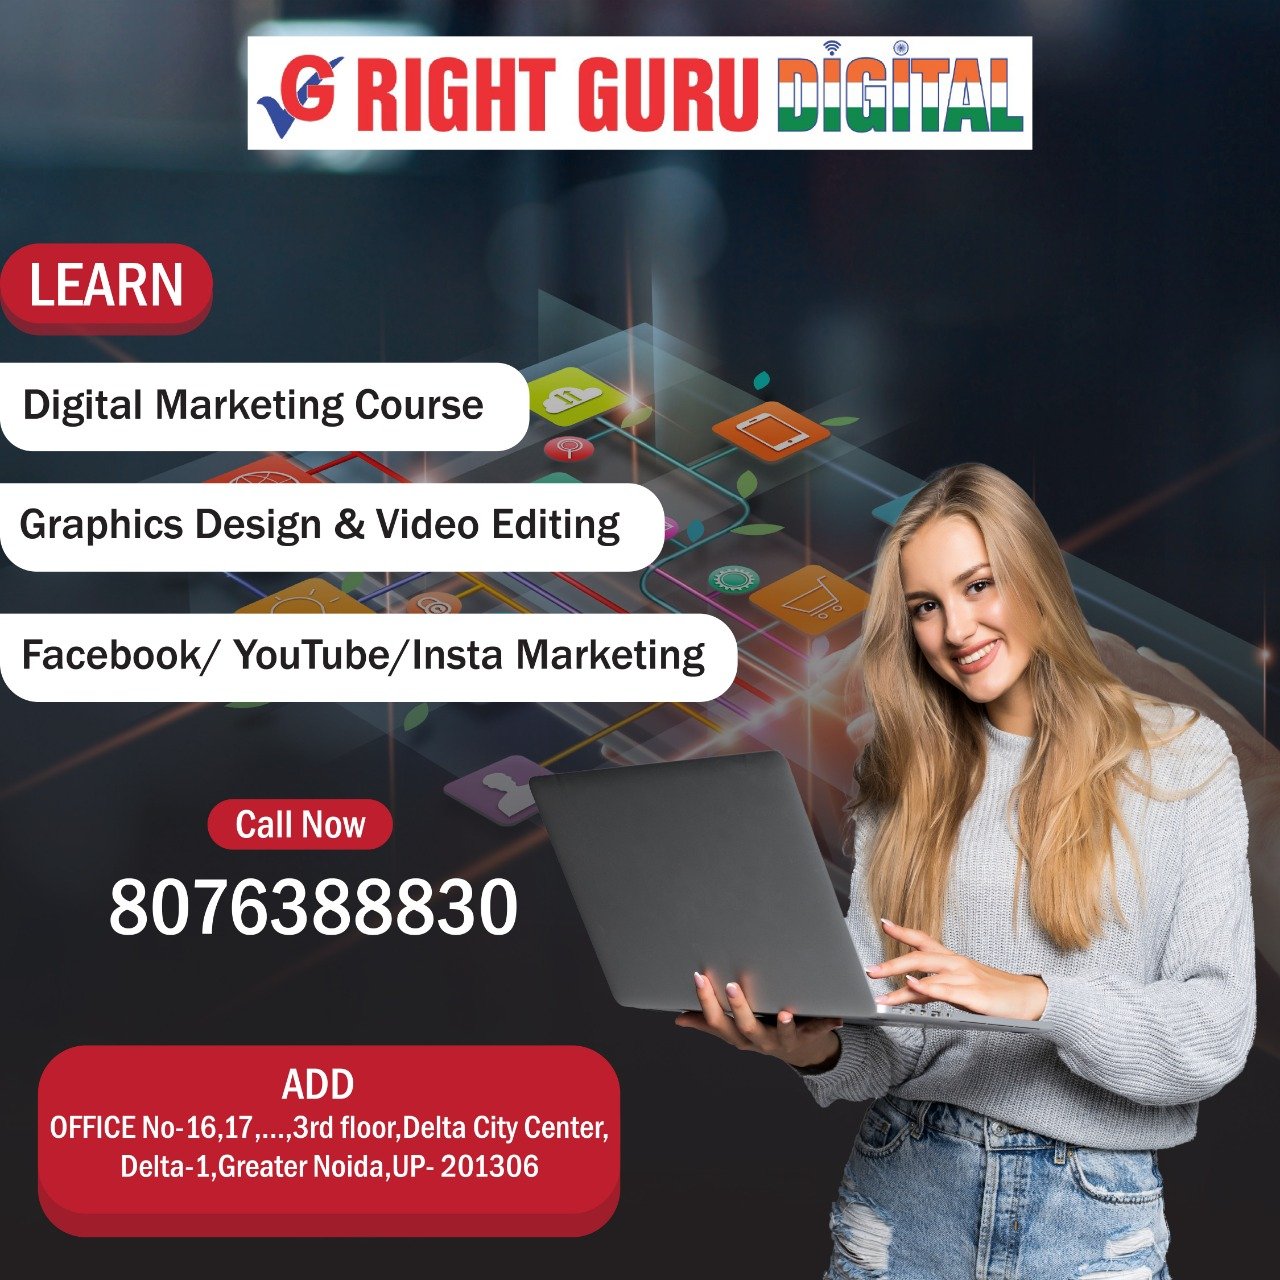 RIGHT GURU DIGITAL
LEARN
Digital Marketing Course
Graphics Design & Video Editing
Facebook/ YouTube/Insta Marketing
Call Now
8076388830
ADD
OFFICE No-16,17,...,3rd floor,Delta City Center,
Delta-1,Greater Noida,UP- 201306